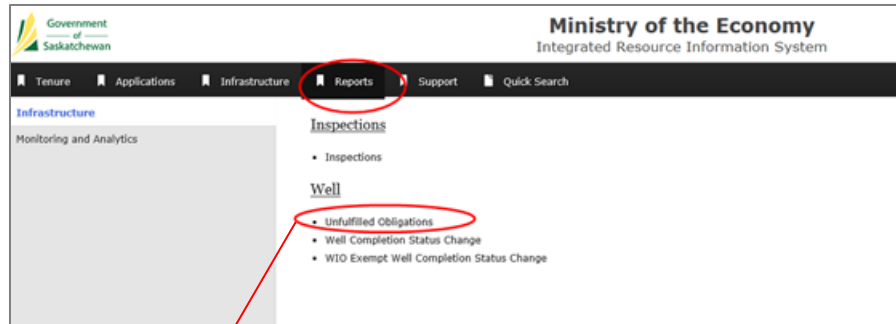 Government
of
Saskatchewan
Ministry of the Economy
Integrated Resource Information System
Tenure Applications Infrastructure Reports Support Quick Search
Infrastructure
Monitoring and Analytics
Inspections
• Inspections
Well
• Unfulfilled Obligations
• Well Completion Status Change
• WIO Exempt Well Completion Status Change